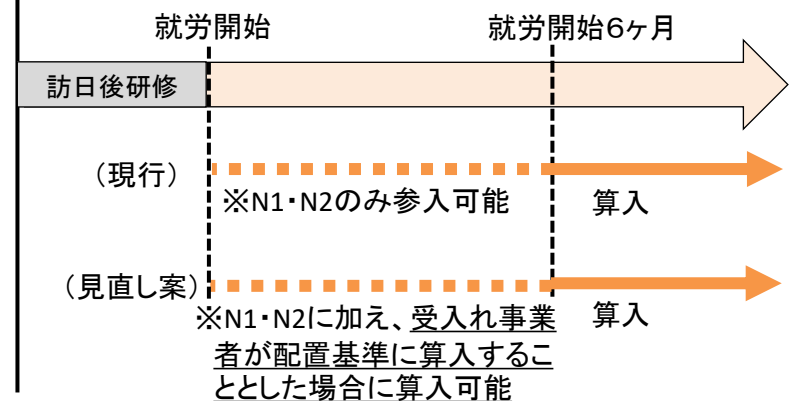 就労開始
就労開始6ヶ月
訪日後研修
（現行）
※N1・N2のみ参入可能
算入
（見直し案）
※N1・N2に加え、受入れ事業
者が配置基準に算入するこ
ととした場合に算入可能
算入